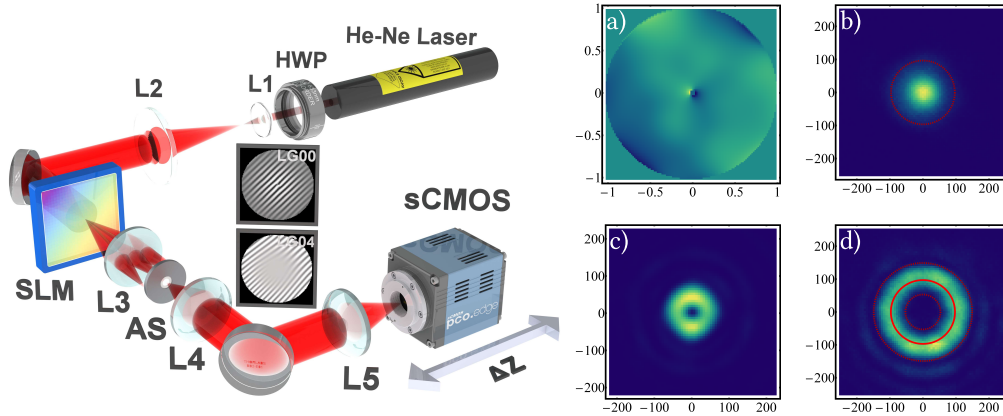 He-Ne Laser
HWP
L1
L2
LG00
LG04
sCMOS
pco.edge
SLM
L3
AS
L4
L5
ΔZ
a)
1
0.5
0
−0.5
−1
−1 −0.5 0 0.5 1
b)
200
100
0
−100
−200
−200 −100 0 100 200
c)
200
100
0
−100
−200
−200 −100 0 100 200
d)
200
100
0
−100
−200
−200 −100 0 100 200